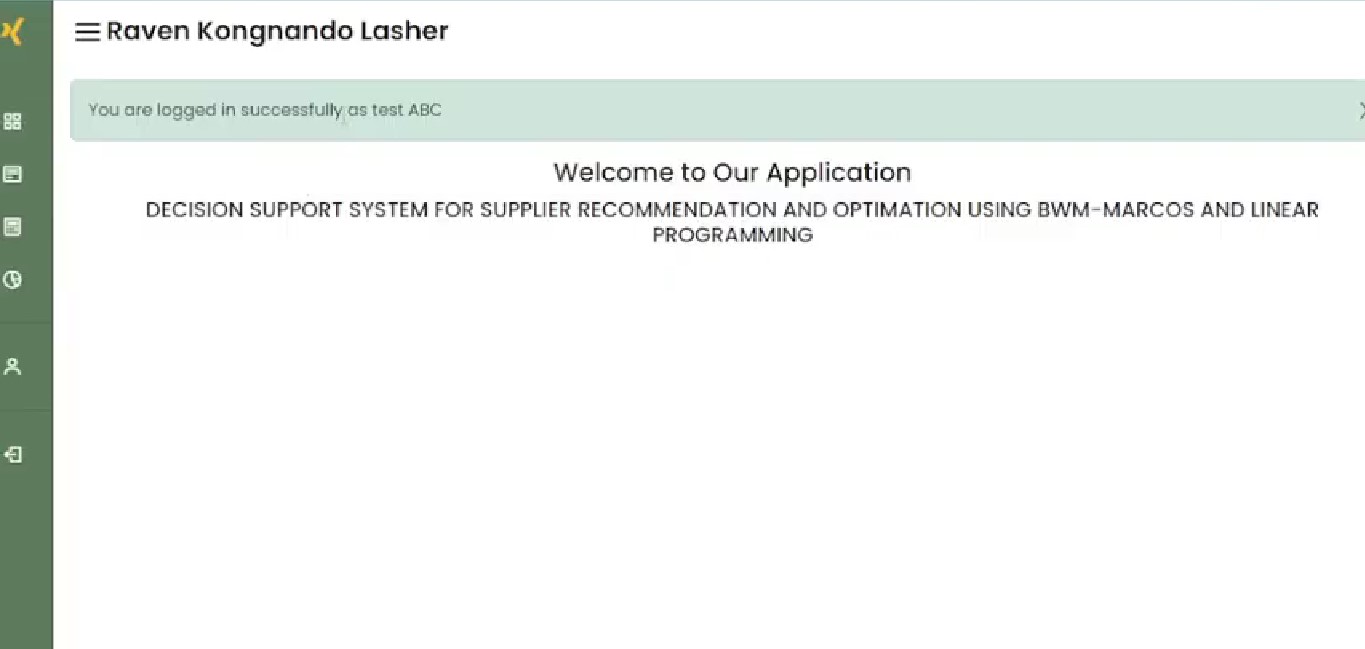 Raven Kongnando Lasher
You are logged in successfully as test ABC
Welcome to Our Application
DECISION SUPPORT SYSTEM FOR SUPPLIER RECOMMENDATION AND OPTIMATION USING BWM-MARCOS AND LINEAR
PROGRAMMING